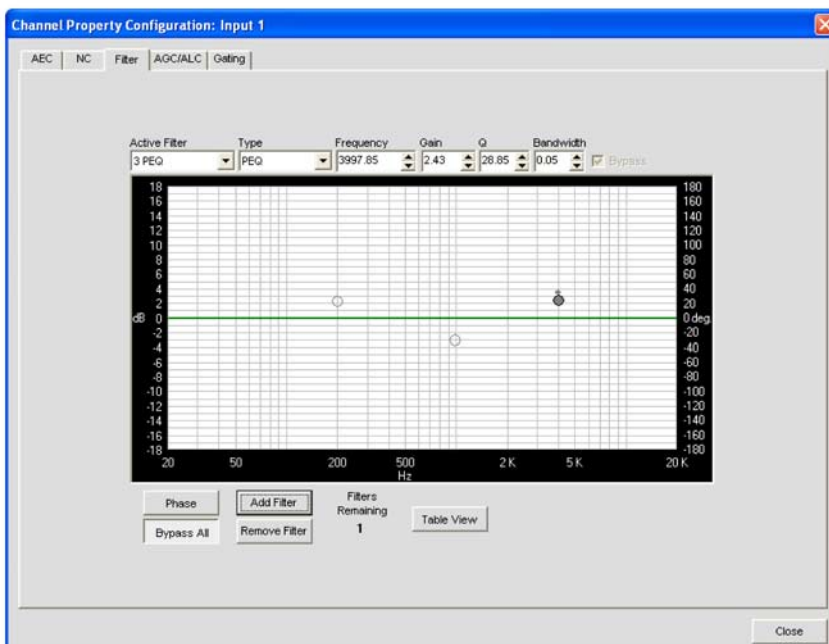 Channel Property Configuration: Input 1
AEC NC Filter AGC/ALC Gating
Active Filter Type Frequency Gain Q Bandwidth
3 PEQ PEQ 3997.85 2.43 28.85 0.05 Bypass
18 180
16 160
14 140
12 120
10 100
8 80
6 60
4 40
2 20
dB 0 0 deg.
-2 -20
-4 -40
-6 -60
-8 -80
-10 -100
-12 -120
-14 -140
-16 -160
-18 -180
20 50 200 500 2 K 5 K 20 K
Hz
Phase Add Filter Filters
Remaining
1
Table View
Bypass All Remove Filter
Close